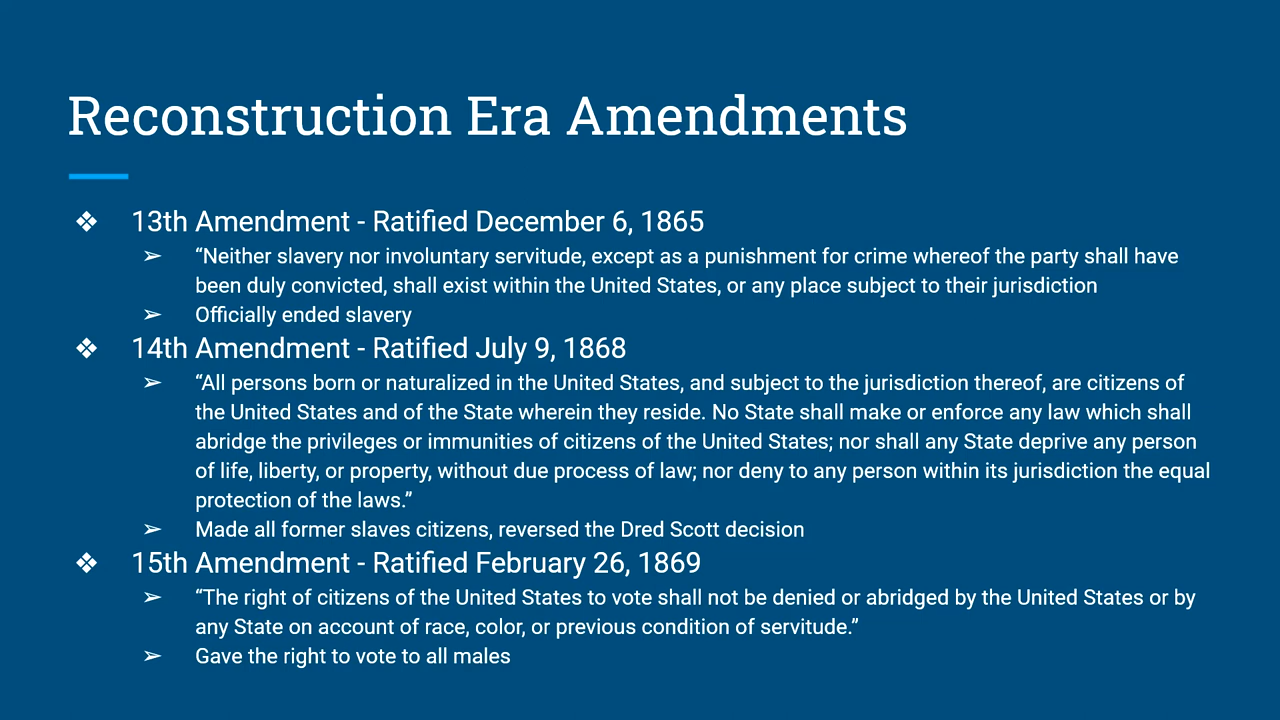 Reconstruction Era Amendments
❖ 13th Amendment - Ratified December 6, 1865
➢ “Neither slavery nor involuntary servitude, except as a punishment for crime whereof the party shall have
been duly convicted, shall exist within the United States, or any place subject to their jurisdiction
➢ Officially ended slavery
❖ 14th Amendment - Ratified July 9, 1868
➢ “All persons born or naturalized in the United States, and subject to the jurisdiction thereof, are citizens of
the United States and of the State wherein they reside. No State shall make or enforce any law which shall
abridge the privileges or immunities of citizens of the United States; nor shall any State deprive any person
of life, liberty, or property, without due process of law; nor deny to any person within its jurisdiction the equal
protection of the laws.”
➢ Made all former slaves citizens, reversed the Dred Scott decision
❖ 15th Amendment - Ratified February 26, 1869
➢ “The right of citizens of the United States to vote shall not be denied or abridged by the United States or by
any State on account of race, color, or previous condition of servitude.”
➢ Gave the right to vote to all males